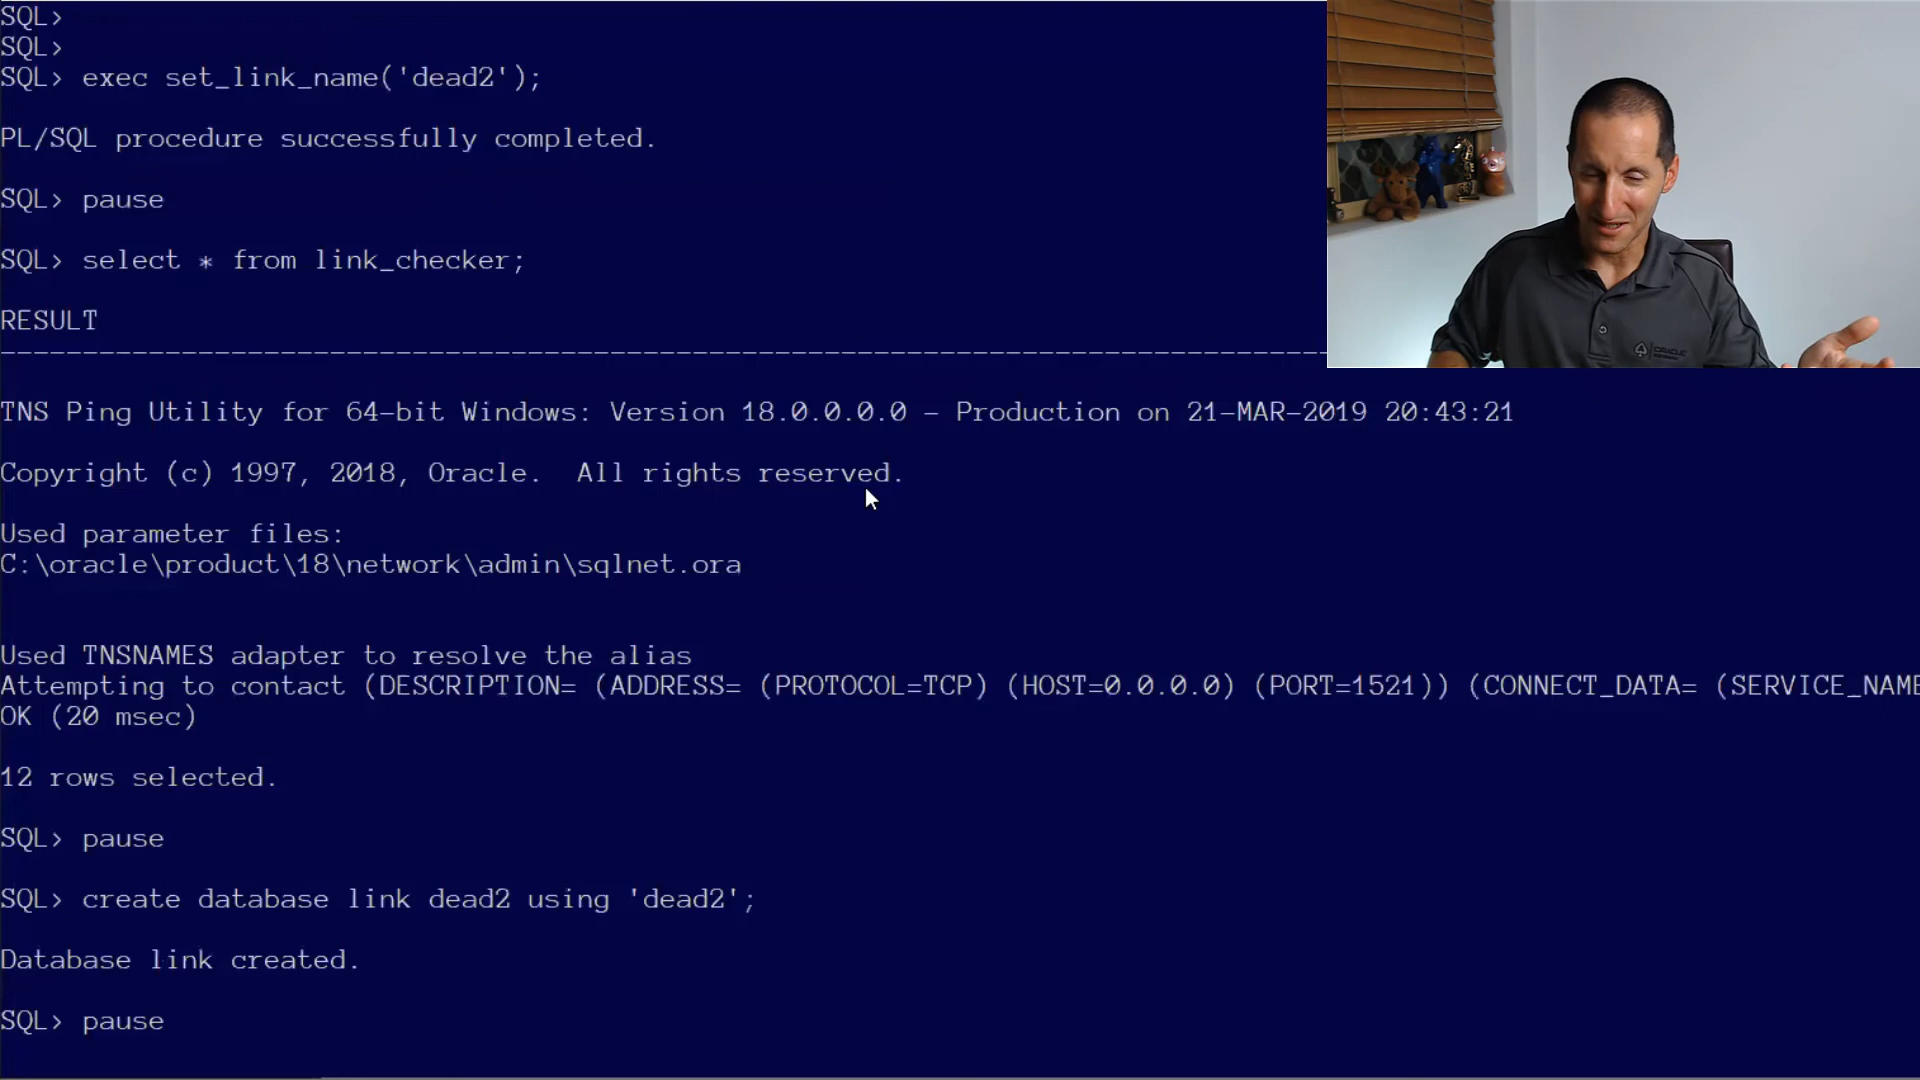 SQL>
SQL>
SQL> exec set_link_name('dead2');
PL/SQL procedure successfully completed.
SQL> pause
SQL> select * from link_checker;
RESULT
--------------------------------------------------------------------------------
TNS Ping Utility for 64-bit Windows: Version 18.0.0.0.0 - Production on 21-MAR-2019 20:43:21
Copyright (c) 1997, 2018, Oracle.  All rights reserved.
Used parameter files:
C:\oracle\product\18\network\admin\sqlnet.ora
Used TNSNAMES adapter to resolve the alias
Attempting to contact (DESCRIPTION= (ADDRESS= (PROTOCOL=TCP) (HOST=0.0.0.0) (PORT=1521)) (CONNECT_DATA= (SERVICE_NAME
OK (20 msec)
12 rows selected.
SQL> pause
SQL> create database link dead2 using 'dead2';
Database link created.
SQL> pause
ORACLE